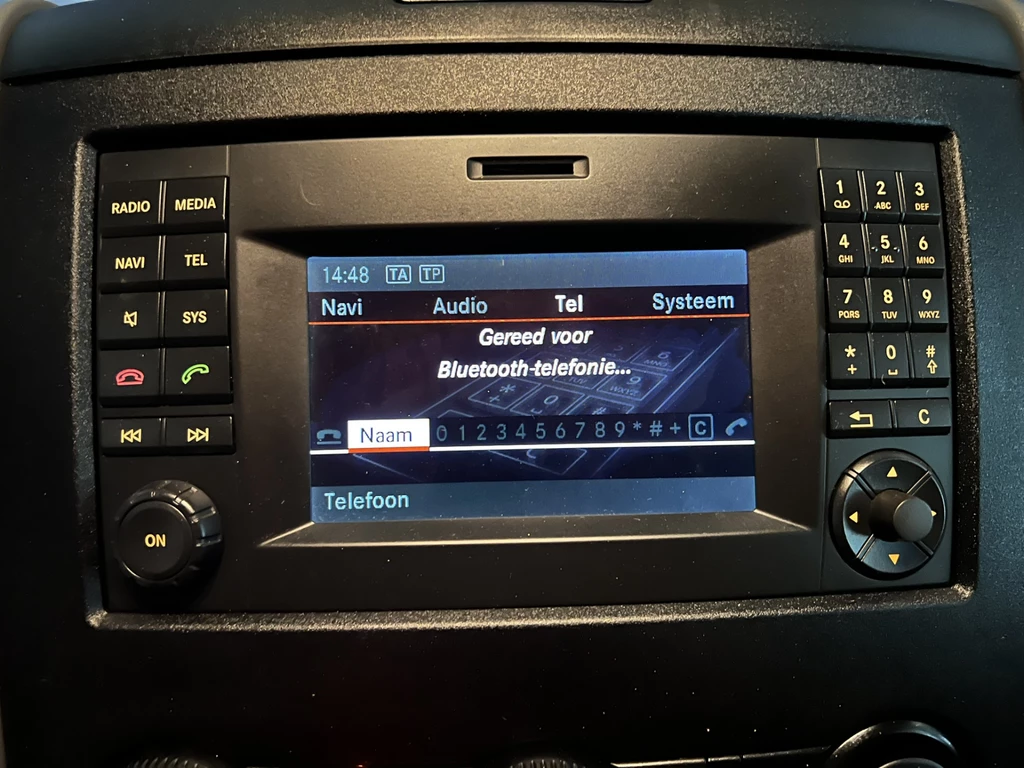 RADIO MEDIA
NAVI TEL
SYS
ON
14:48 TA TP
Navi Audio Tel Systeem
Gereed voor
Bluetooth-telefonie...
Naam 0 1 2 3 4 5 6 7 8 9 * # + C
Telefoon
1 2 ABC 3 DEF
4 GHI 5 JKL 6 MNO
7 PQRS 8 TUV 9 WXYZ
* + 0 #
C